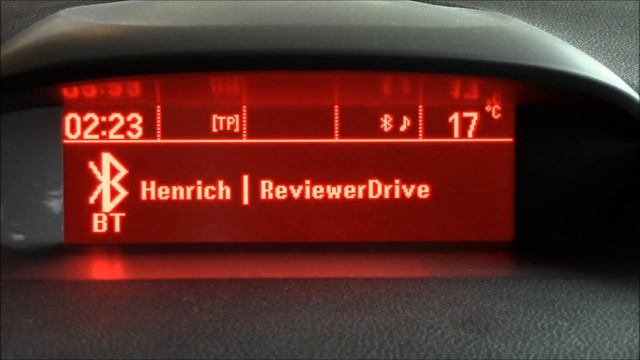 02:23 [TP] 17 °C
Henrich | ReviewerDrive
BT